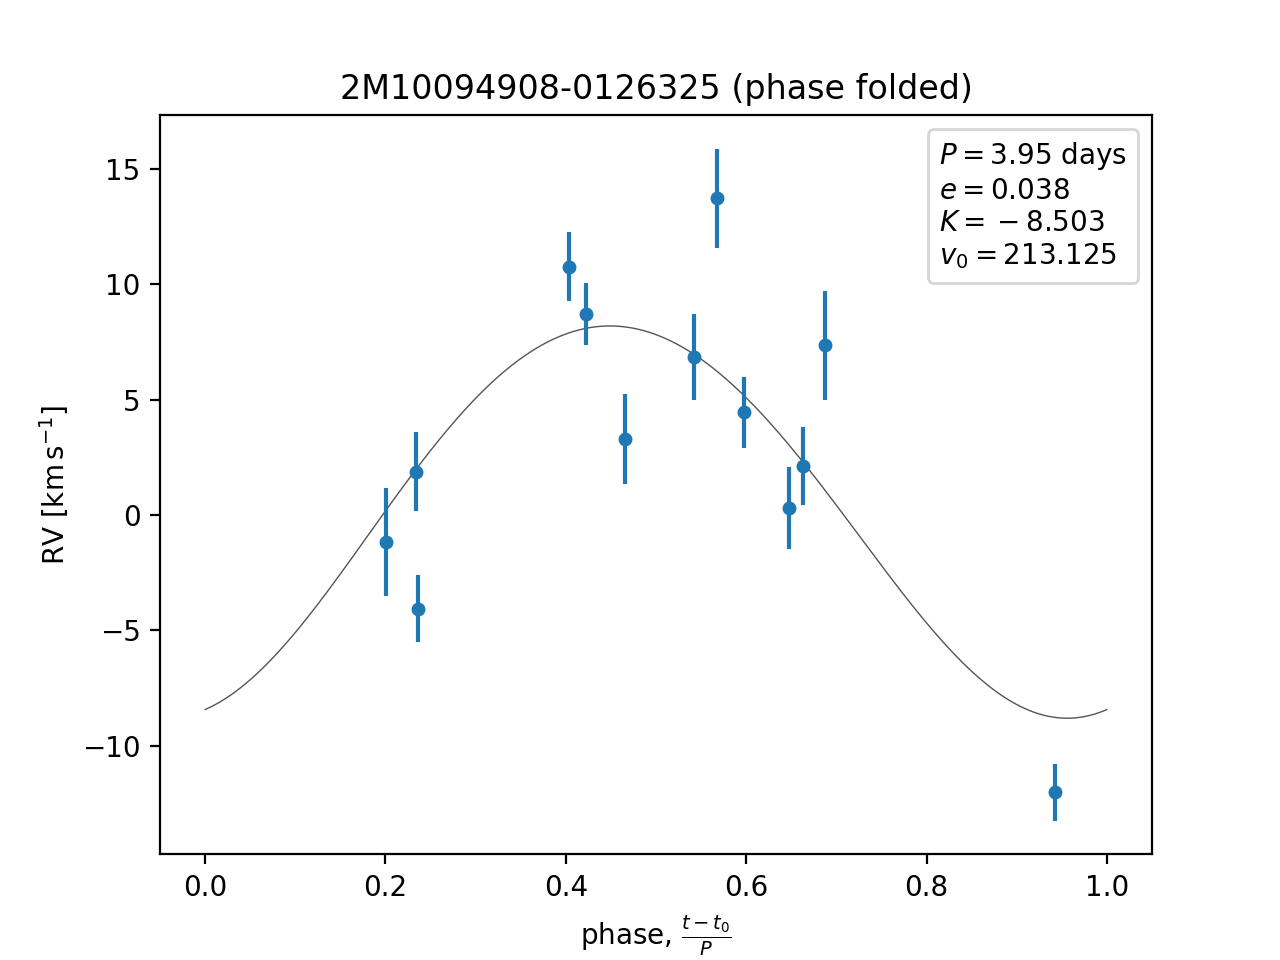 2M10094908-0126325 (phase folded)
P = 3.95 days
e = 0.038
K = −8.503
v₀ = 213.125
RV [km s⁻¹]
15
10
5
0
−5
−10
0.0 0.2 0.4 0.6 0.8 1.0
phase, (t − t₀)/P